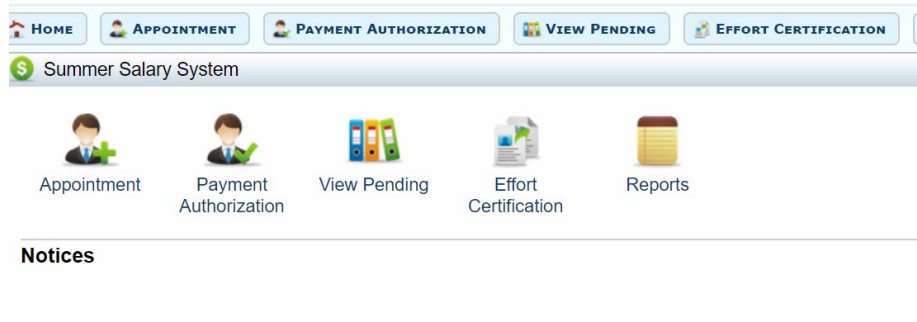 HOME APPOINTMENT PAYMENT AUTHORIZATION VIEW PENDING EFFORT CERTIFICATION
$ Summer Salary System
Appointment Payment Authorization View Pending Effort Certification Reports
Notices